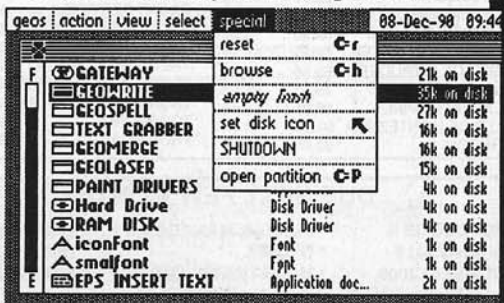 geos action view select special 08-Dec-90 09:44
reset C=r
browse C=h
empty trash
set disk icon
SHUTDOWN
open partition C=P
F GATEWAY 21k on disk
GEOWRITE 35k on disk
GEOSPELL 27k on disk
TEXT GRABBER 16k on disk
GEOMERGE 16k on disk
GEOLASER 15k on disk
PAINT DRIVERS 4k on disk
Hard Drive Disk Driver 4k on disk
RAM DISK Disk Driver 4k on disk
iconFont Font 1k on disk
smalfont Font 1k on disk
E EPS INSERT TEXT Application doc... 2k on disk